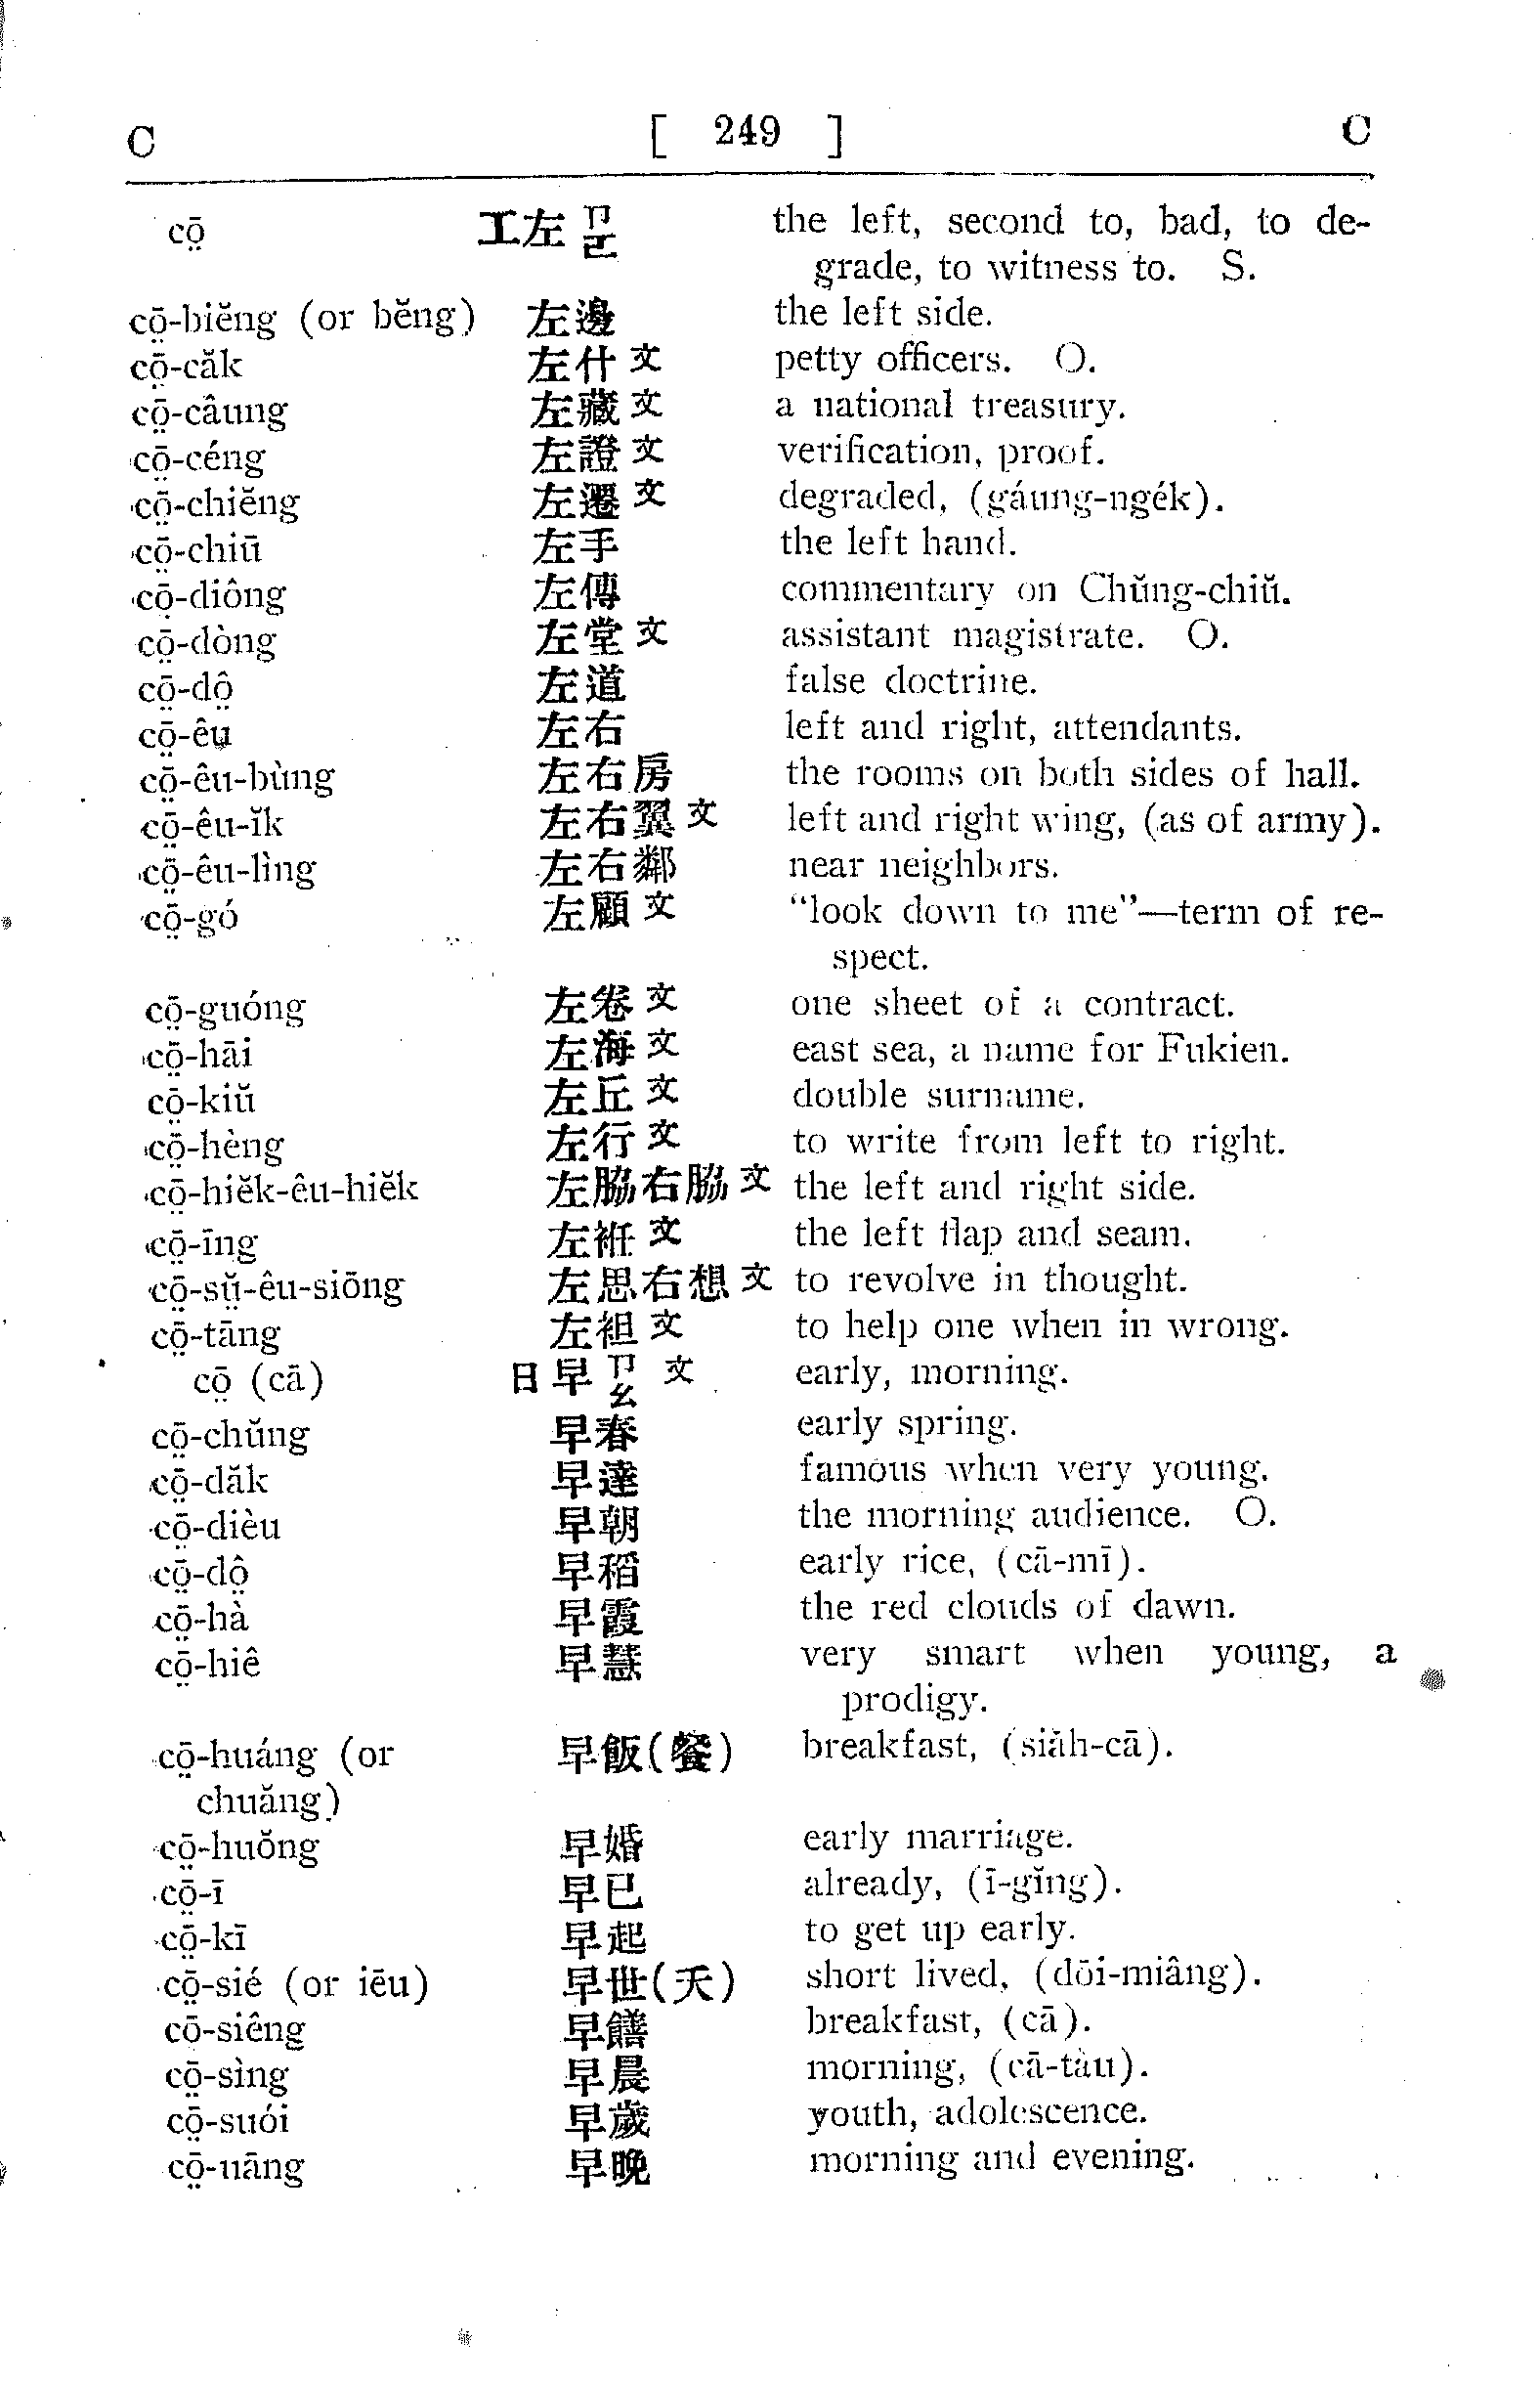 C [ 249 ] C
cō̤ 工左ㄗㄛ the left, second to, bad, to de-
grade, to witness to. S.
cō̤-biĕng (or bĕng) 左邊 the left side.
cō̤-căk 左什文 petty officers. O.
cō̤-câung 左藏文 a national treasury.
cō̤-céng 左證文 verification, proof.
cō̤-chiĕng 左遷文 degraded, (gáung-ngék).
cō̤-chiū 左手 the left hand.
cō̤-diông 左傳 commentary on Chŭng-chiŭ.
cō̤-dòng 左堂文 assistant magistrate. O.
cō̤-dô̤ 左道 false doctrine.
cō̤-êu 左右 left and right, attendants.
cō̤-êu-bùng 左右房 the rooms on both sides of hall.
cō̤-êu-ĭk 左右翼文 left and right wing, (as of army).
cō̤-êu-lìng 左右鄰 near neighbors.
cō̤-gó 左顧文 “look down to me”—term of re-
spect.
cō̤-guóng 左卷文 one sheet of a contract.
cō̤-hāi 左海文 east sea, a name for Fukien.
cō̤-kiŭ 左丘文 double surname.
cō̤-hèng 左行文 to write from left to right.
cō̤-hiĕk-êu-hiĕk 左脇右脇文 the left and right side.
cō̤-īng 左袵文 the left flap and seam.
cō̤-sṳ̆-êu-siōng 左思右想文 to revolve in thought.
cō̤-tāng 左袒文 to help one when in wrong.
cō̤ (cā) 日早ㄗㄠ文 early, morning.
cō̤-chŭng 早春 early spring.
cō̤-dăk 早達 famous when very young.
cō̤-dièu 早朝 the morning audience. O.
cō̤-dô̤ 早稻 early rice, (cā-mī).
cō̤-hà 早霞 the red clouds of dawn.
cō̤-hiê 早慧 very smart when young, a
prodigy.
cō̤-huáng (or 早飯(餐) breakfast, (siăh-cā).
chuăng)
cō̤-huŏng 早婚 early marriage.
cō̤-ī 早已 already, (ī-gĭng).
cō̤-kī 早起 to get up early.
cō̤-sié (or iēu) 早世(夭) short lived, (dōi-miâng).
cō̤-siêng 早饍 breakfast, (cā).
cō̤-sìng 早晨 morning, (cā-tàu).
cō̤-suói 早歲 youth, adolescence.
cō̤-uāng 早晚 morning and evening.